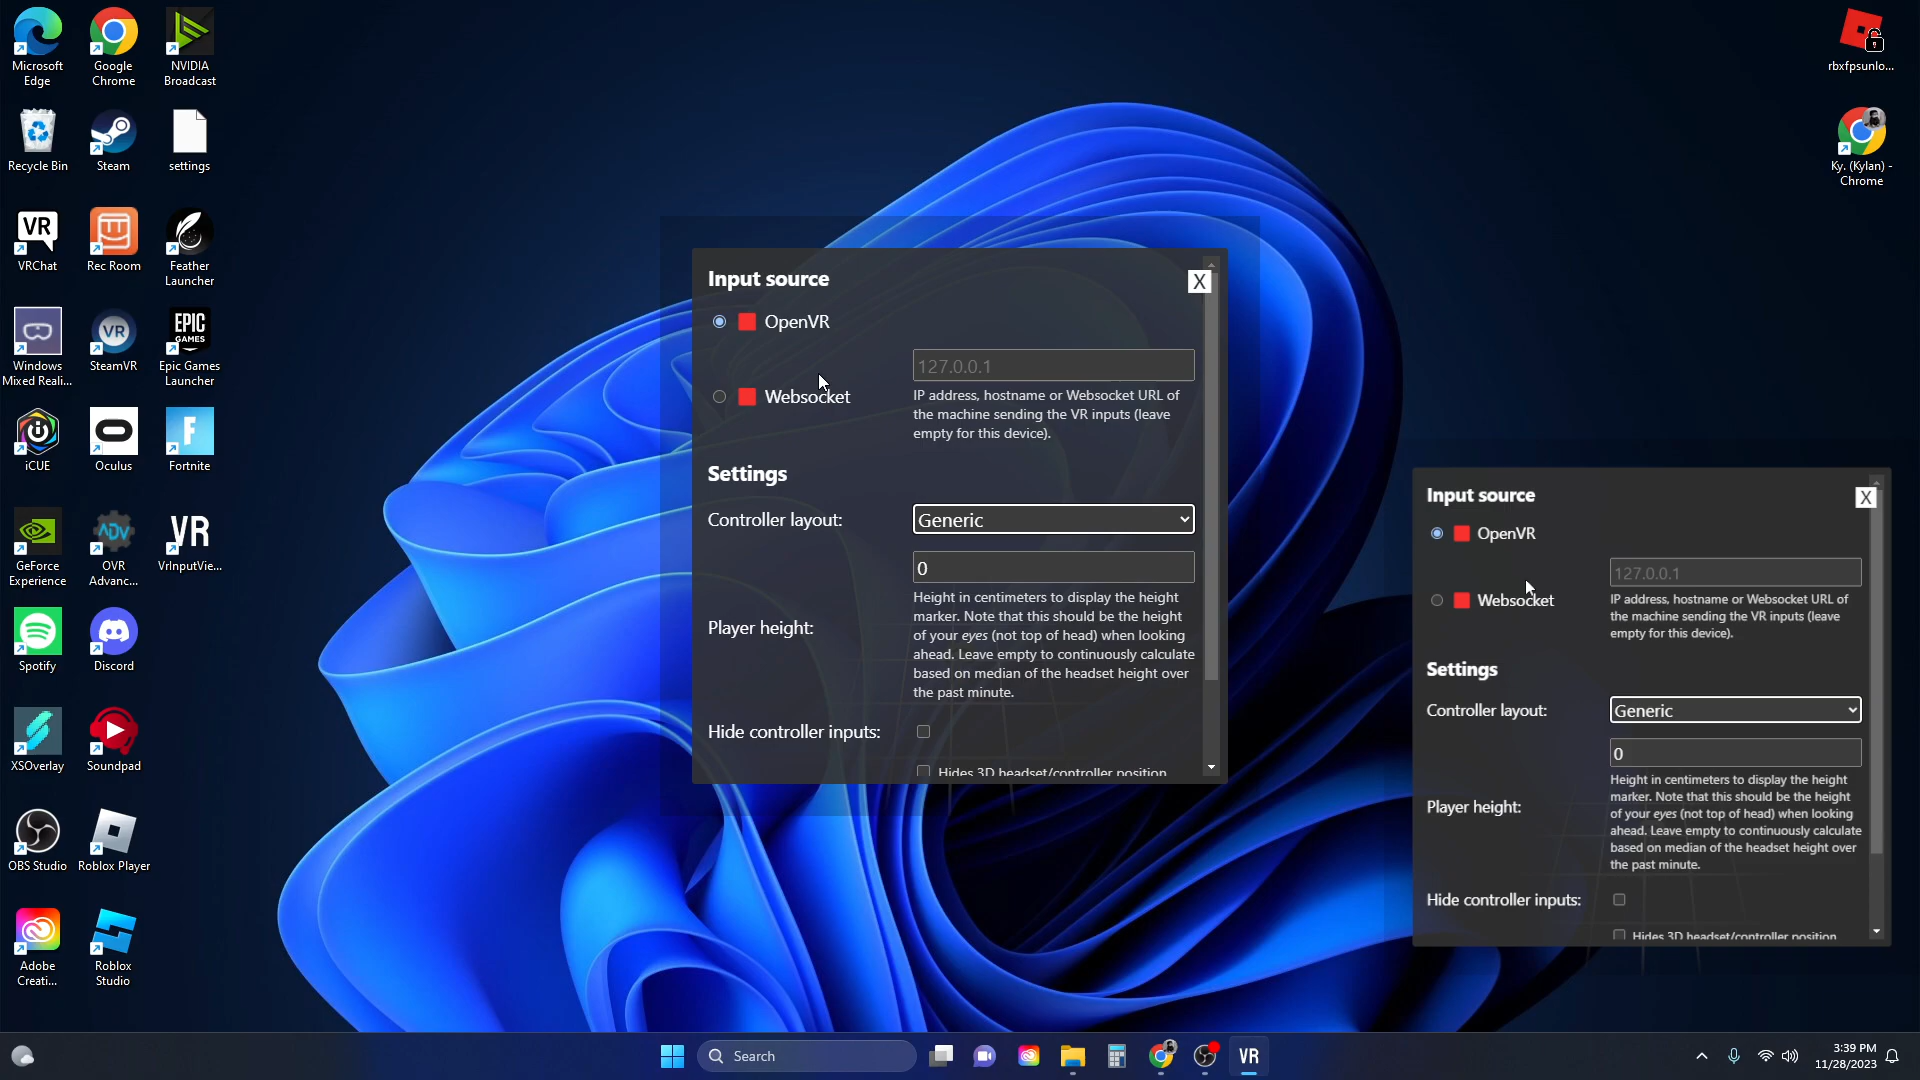 Microsoft Edge
Google Chrome
NVIDIA Broadcast
Recycle Bin
Steam
settings
VR
VRChat
Rec Room
Feather Launcher
Windows Mixed Reali...
VR
SteamVR
EPIC GAMES
Epic Games Launcher
iCUE
Oculus
F
Fortnite
GeForce Experience
ADV
OVR Advanc...
VR
VrInputVie...
Spotify
Discord
XSOverlay
Soundpad
OBS Studio
Roblox Player
Adobe Creati...
Roblox Studio
rbxfpsunlo...
Ky. (Kylan) - Chrome
Input source
X
OpenVR
127.0.0.1
Websocket
IP address, hostname or Websocket URL of
the machine sending the VR inputs (leave
empty for this device).
Settings
Controller layout:
Generic
0
Player height:
Height in centimeters to display the height
marker. Note that this should be the height
of your eyes (not top of head) when looking
ahead. Leave empty to continuously calculate
based on median of the headset height over
the past minute.
Hide controller inputs:
Hides 3D headset/controller position
Input source
X
OpenVR
127.0.0.1
Websocket
IP address, hostname or Websocket URL of
the machine sending the VR inputs (leave
empty for this device).
Settings
Controller layout:
Generic
0
Player height:
Height in centimeters to display the height
marker. Note that this should be the height
of your eyes (not top of head) when looking
ahead. Leave empty to continuously calculate
based on median of the headset height over
the past minute.
Hide controller inputs:
Hides 3D headset/controller position
Search
VR
3:39 PM
11/28/2023